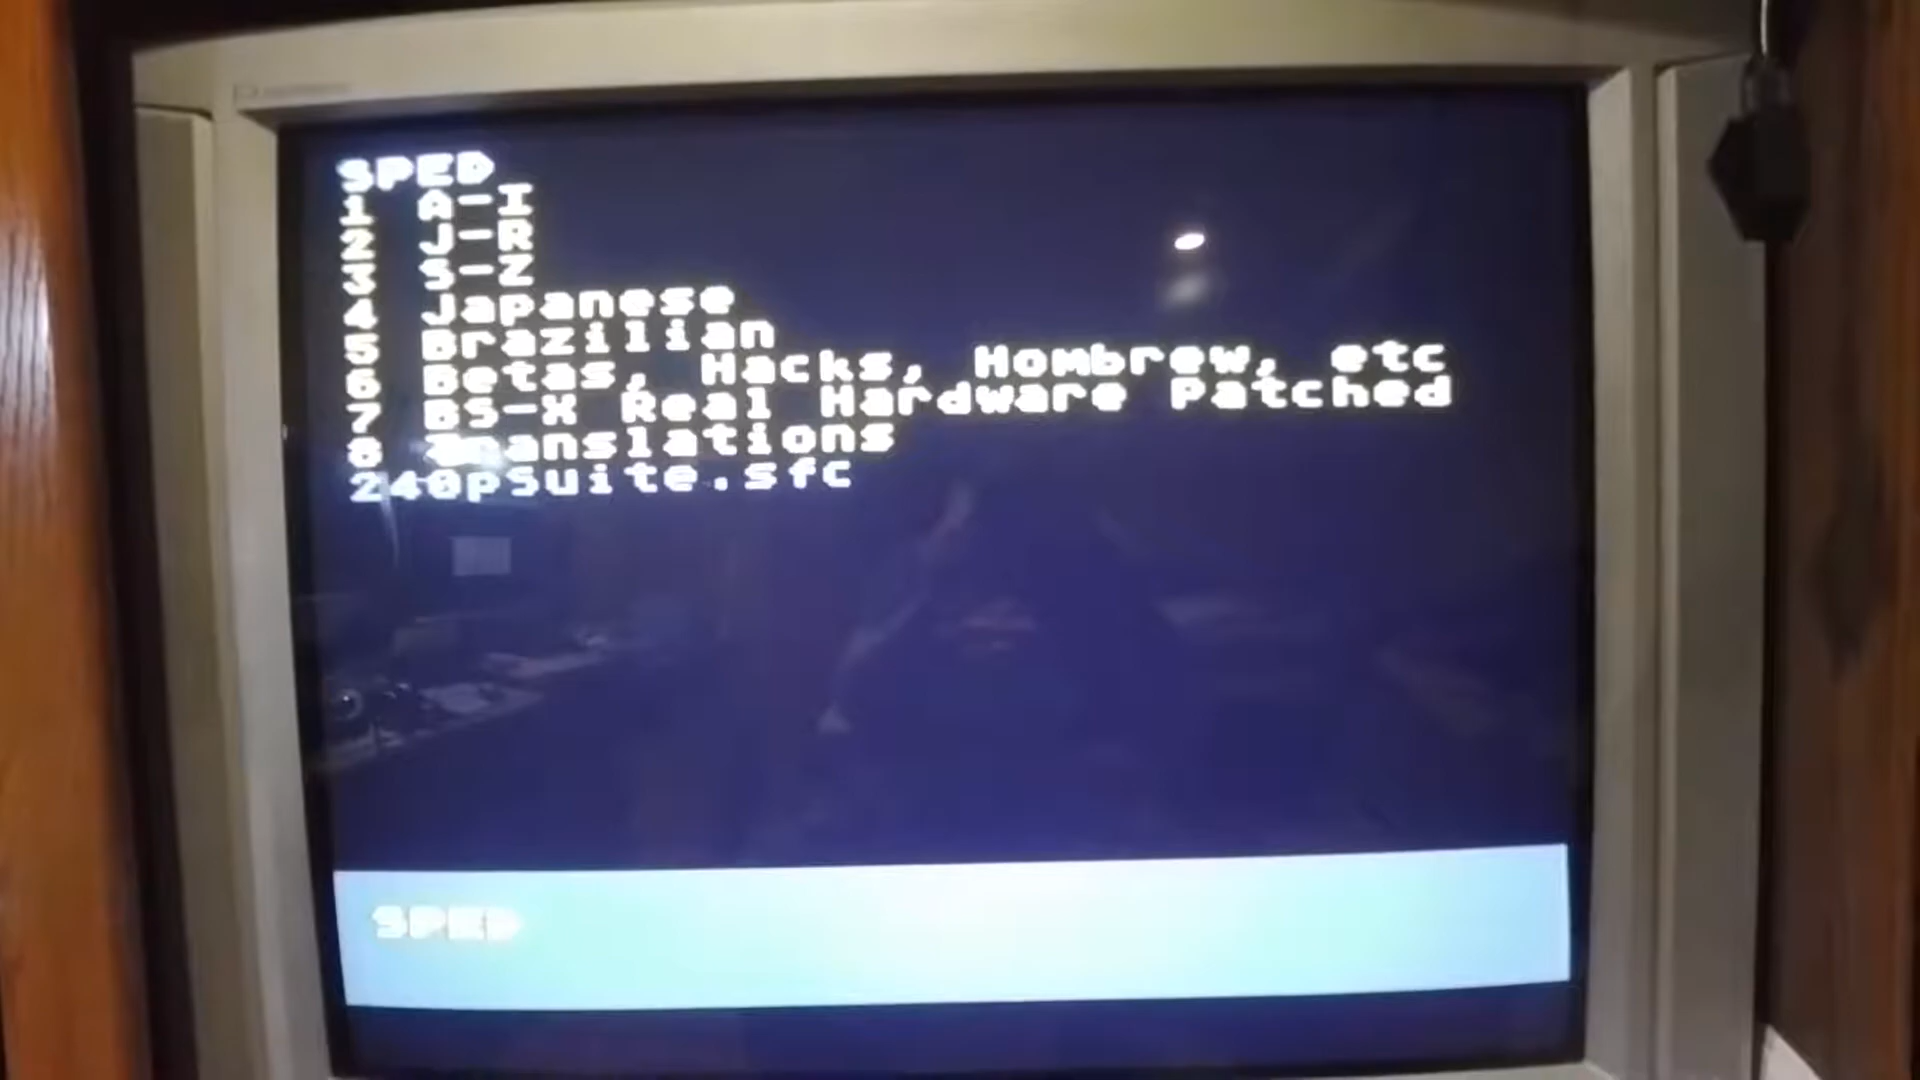 SPED
1 A-I
2 J-R
3 S-Z
4 Japanese
5 Brazilian
6 Betas, Hacks, Hombrew, etc
7 BS-X Real Hardware Patched
8 Translations
240pSuite.sfc
SPED